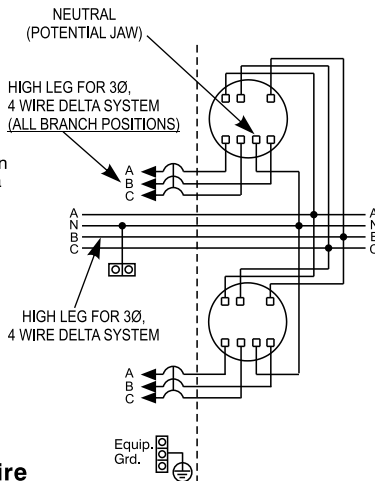 NEUTRAL
(POTENTIAL JAW)
HIGH LEG FOR 3Ø,
4 WIRE DELTA SYSTEM
(ALL BRANCH POSITIONS)
n
a
A
B
C
A A
N N
B B
C C
HIGH LEG FOR 3Ø,
4 WIRE DELTA SYSTEM
A
B
C
Equip.
Grd.
ire